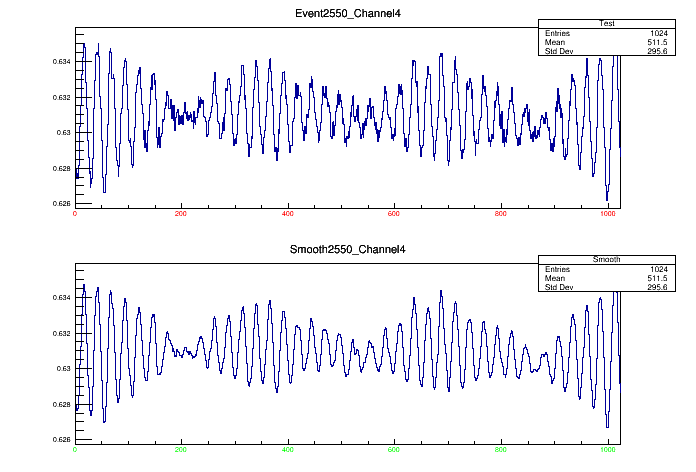 Event2550_Channel4
Test
Entries 1024
Mean 511.5
Std Dev 295.6
0.634
0.632
0.63
0.628
0.626
0 200 400 600 800 1000
Smooth2550_Channel4
Smooth
Entries 1024
Mean 511.5
Std Dev 295.6
0.634
0.632
0.63
0.628
0.626
0 200 400 600 800 1000